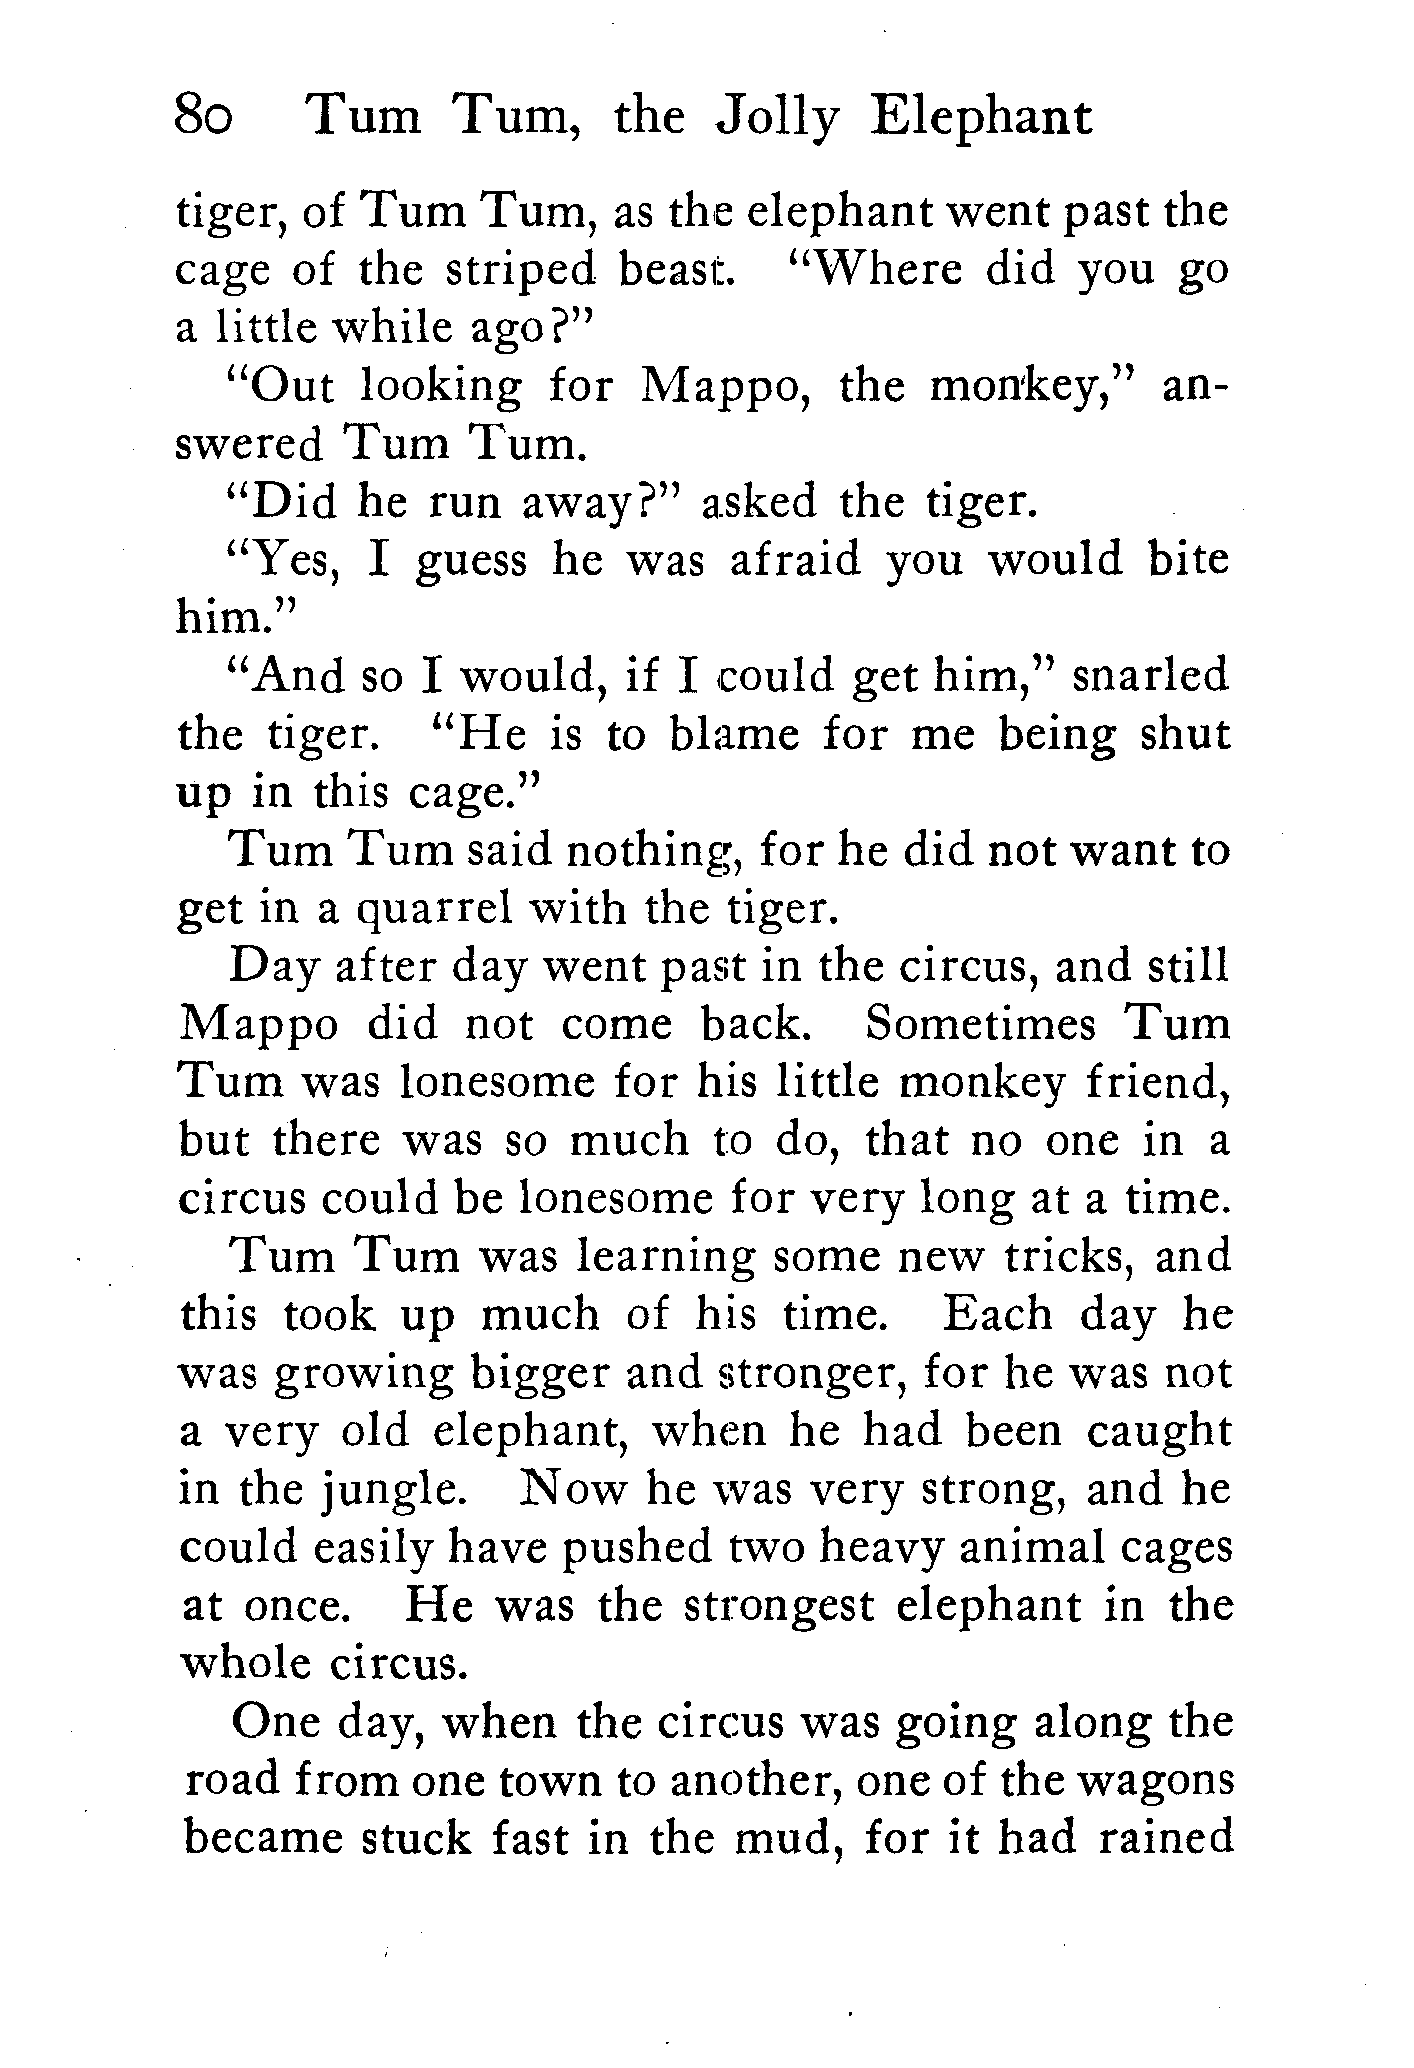 80 Tum Tum, the Jolly Elephant
tiger, of Tum Tum, as the elephant went past the
cage of the striped beast. "Where did you go
a little while ago?"
"Out looking for Mappo, the monkey," an-
swered Tum Tum.
"Did he run away?" asked the tiger.
"Yes, I guess he was afraid you would bite
him."
"And so I would, if I could get him," snarled
the tiger. "He is to blame for me being shut
up in this cage."
Tum Tum said nothing, for he did not want to
get in a quarrel with the tiger.
Day after day went past in the circus, and still
Mappo did not come back. Sometimes Tum
Tum was lonesome for his little monkey friend,
but there was so much to do, that no one in a
circus could be lonesome for very long at a time.
Tum Tum was learning some new tricks, and
this took up much of his time. Each day he
was growing bigger and stronger, for he was not
a very old elephant, when he had been caught
in the jungle. Now he was very strong, and he
could easily have pushed two heavy animal cages
at once. He was the strongest elephant in the
whole circus.
One day, when the circus was going along the
road from one town to another, one of the wagons
became stuck fast in the mud, for it had rained